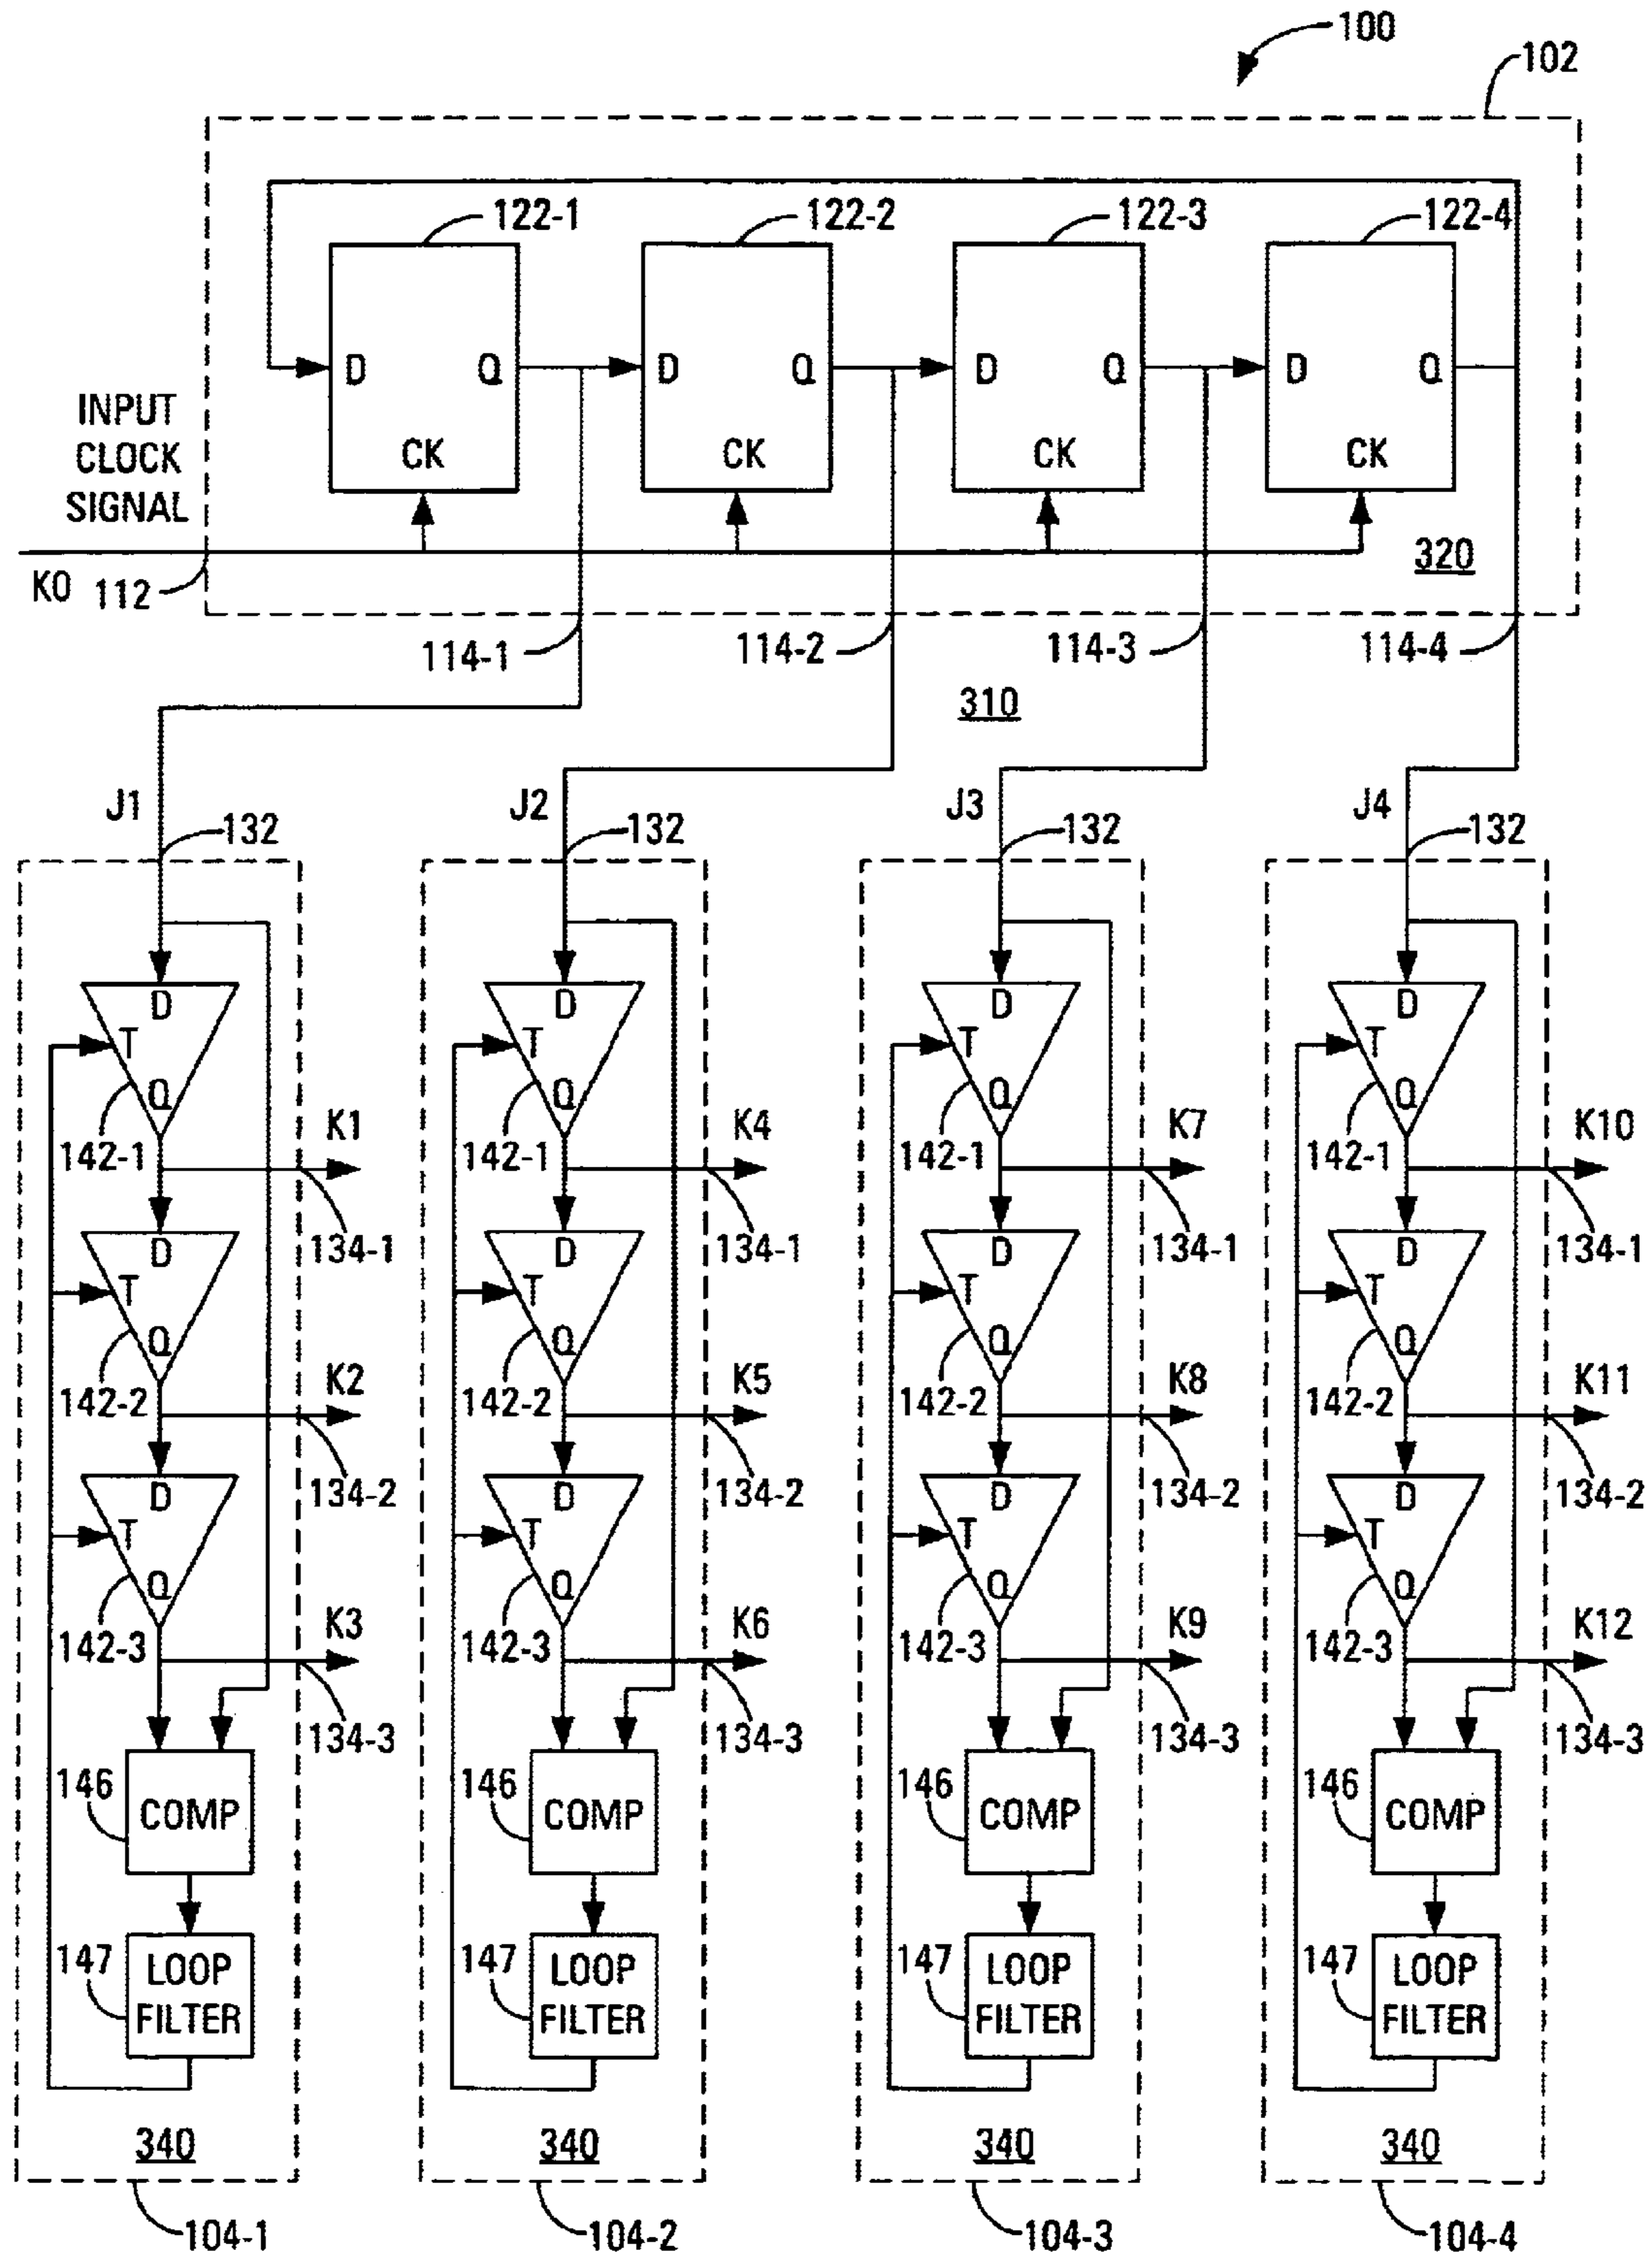 100
102
122-1 122-2 122-3 122-4
D Q D Q D Q D Q
INPUT
CLOCK
SIGNAL
CK CK CK CK
K0 112
320
114-1 114-2 114-3 114-4
310
J1 J2 J3 J4
132 132 132 132
D D D D
T T T T
Q Q Q Q
142-1 K1 142-1 K4 142-1 K7 142-1 K10
134-1 134-1 134-1 134-1
D D D D
T T T T
Q Q Q Q
142-2 K2 142-2 K5 142-2 K8 142-2 K11
134-2 134-2 134-2 134-2
D D D D
T T T T
Q Q Q Q
142-3 K3 142-3 K6 142-3 K9 142-3 K12
134-3 134-3 134-3 134-3
146 146 146 146
COMP COMP COMP COMP
147 147 147 147
LOOP LOOP LOOP LOOP
FILTER FILTER FILTER FILTER
340 340 340 340
104-1 104-2 104-3 104-4